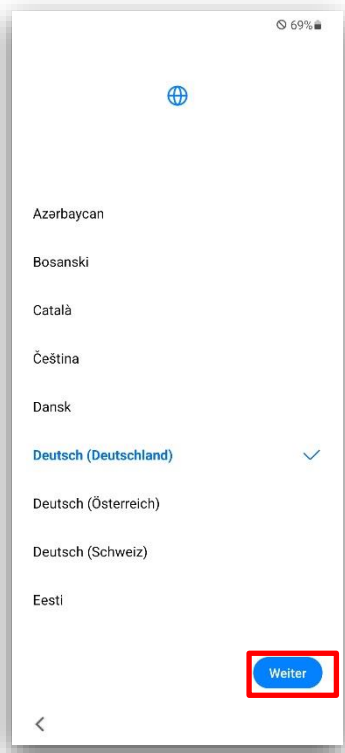 69%
Azərbaycan
Bosanski
Català
Čeština
Dansk
Deutsch (Deutschland)
Deutsch (Österreich)
Deutsch (Schweiz)
Eesti
Weiter